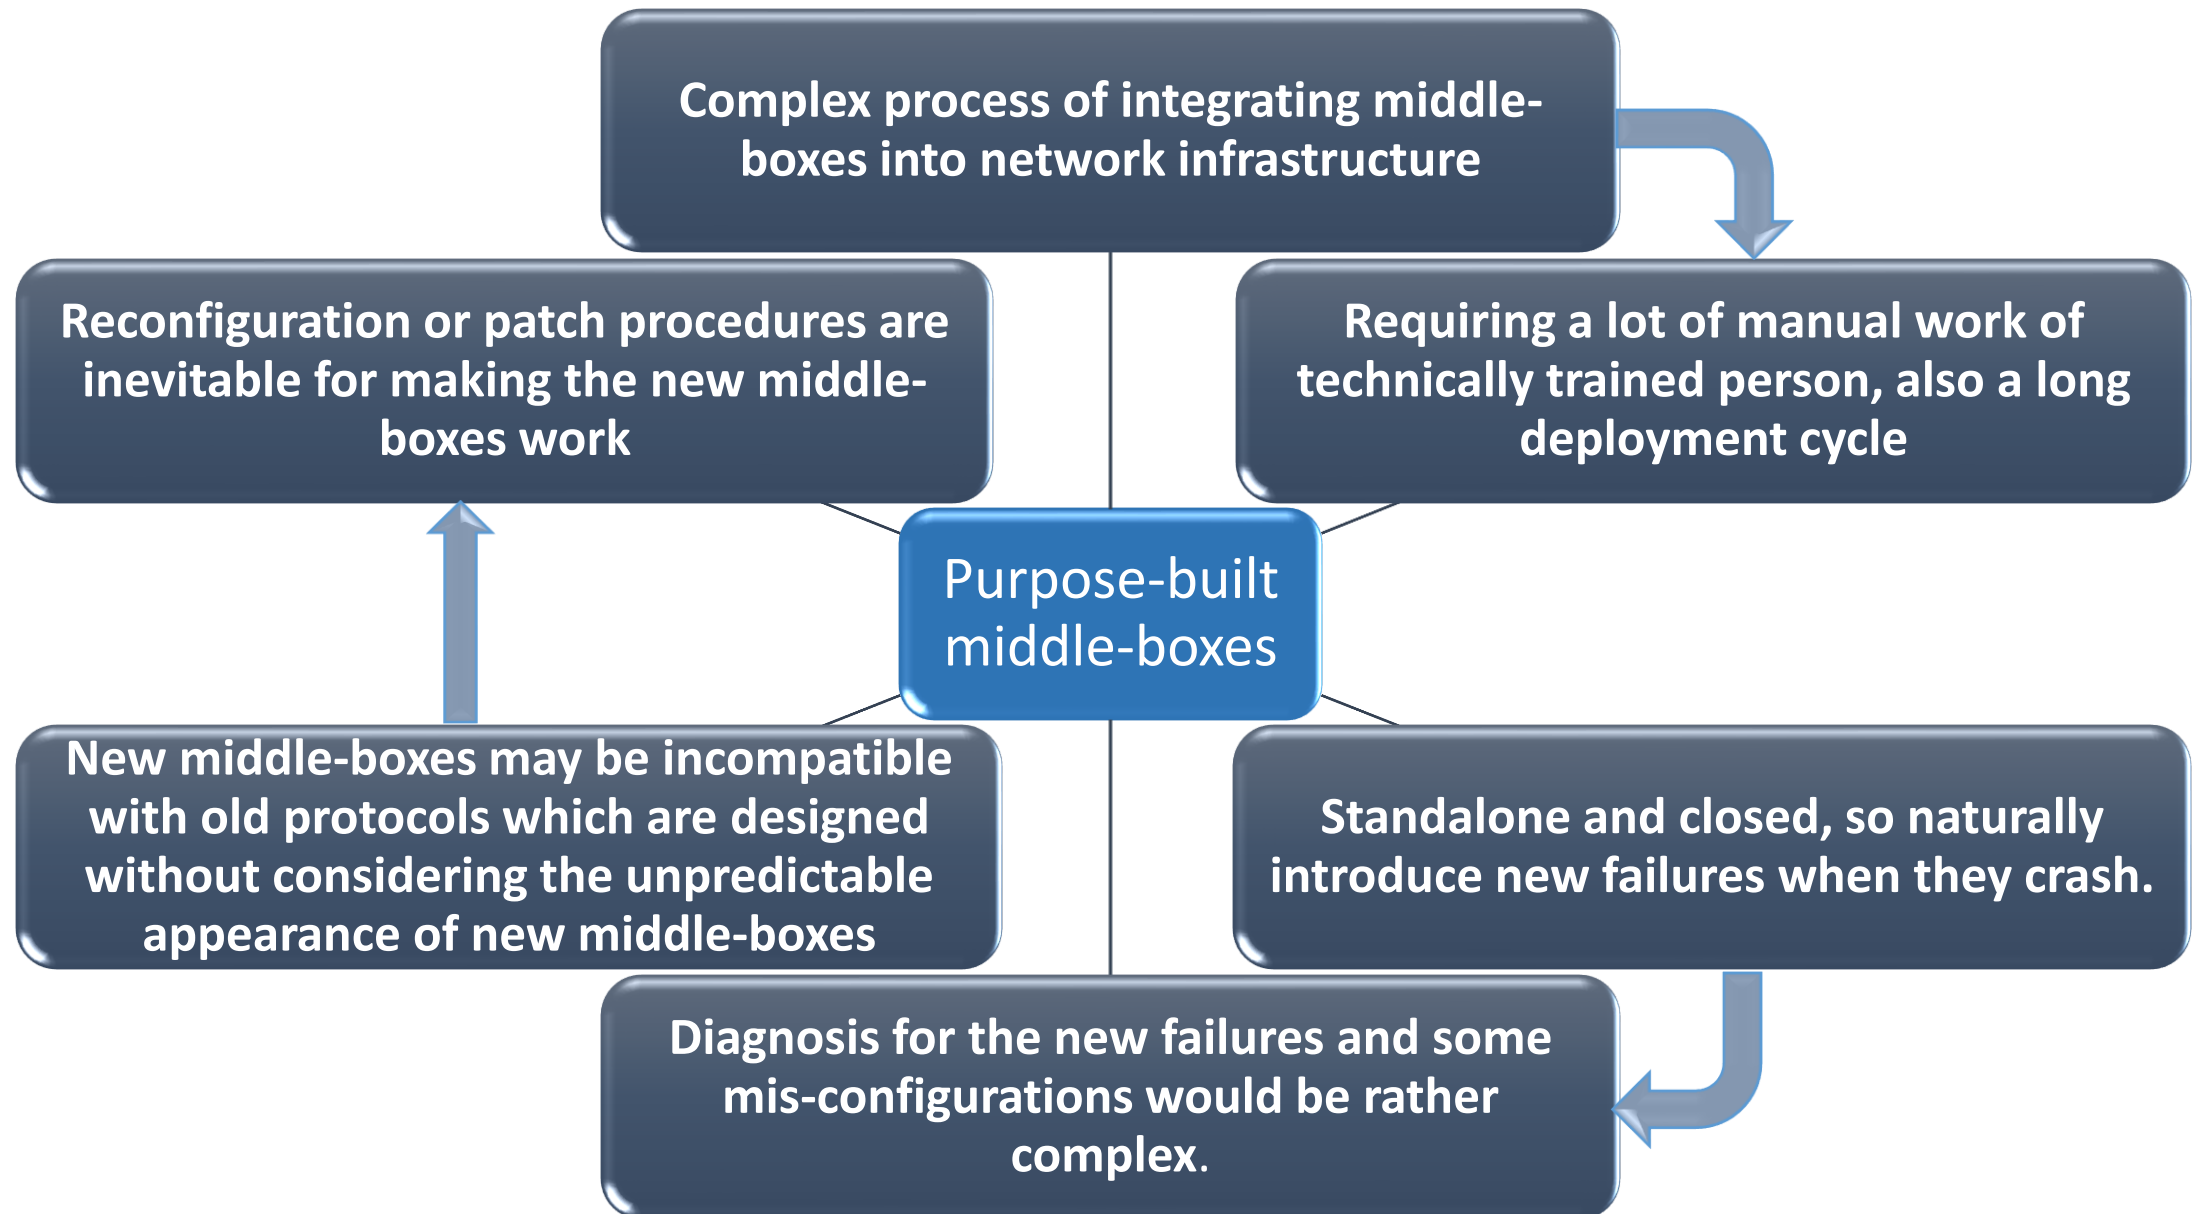 Complex process of integrating middle-
boxes into network infrastructure
Reconfiguration or patch procedures are
inevitable for making the new middle-
boxes work
Requiring a lot of manual work of
technically trained person, also a long
deployment cycle
Purpose-built
middle-boxes
New middle-boxes may be incompatible
with old protocols which are designed
without considering the unpredictable
appearance of new middle-boxes
Standalone and closed, so naturally
introduce new failures when they crash.
Diagnosis for the new failures and some
mis-configurations would be rather
complex.